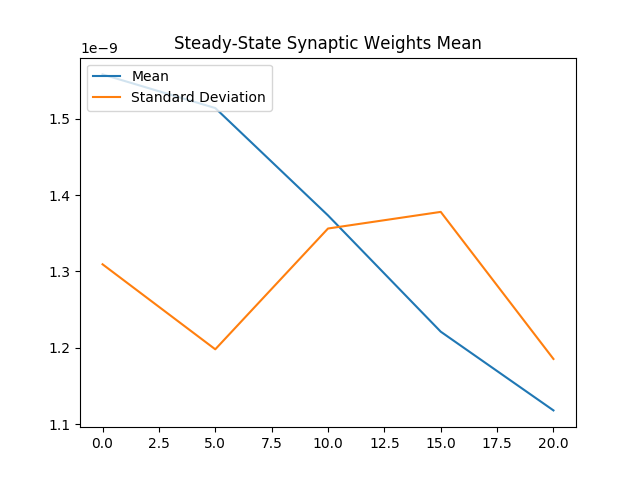 Steady-State Synaptic Weights Mean
1e−9
Mean
Standard Deviation
1.5
1.4
1.3
1.2
1.1
0.0 2.5 5.0 7.5 10.0 12.5 15.0 17.5 20.0